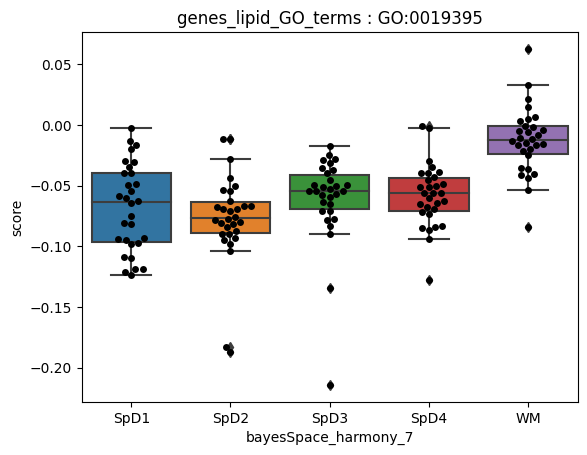 genes_lipid_GO_terms : GO:0019395
0.05
0.00
−0.05
−0.10
−0.15
−0.20
score
SpD1 SpD2 SpD3 SpD4 WM
bayesSpace_harmony_7